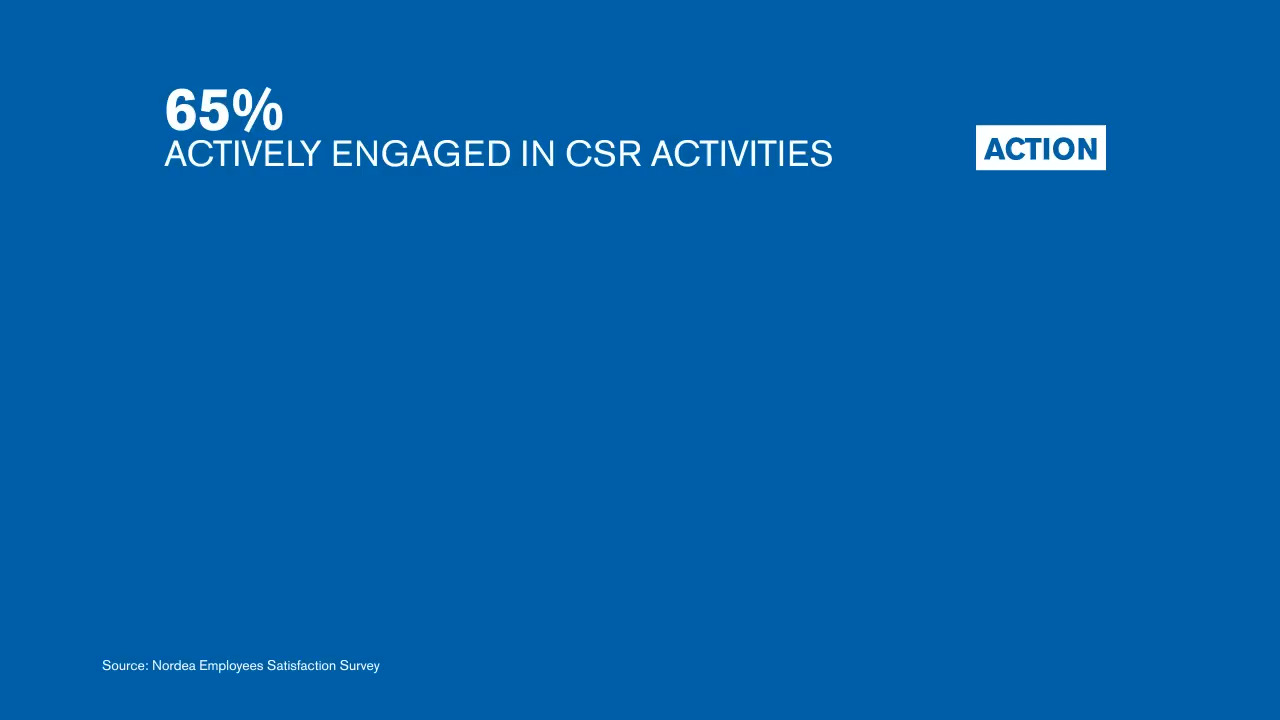 65%
ACTIVELY ENGAGED IN CSR ACTIVITIES
ACTION
Source: Nordea Employees Satisfaction Survey